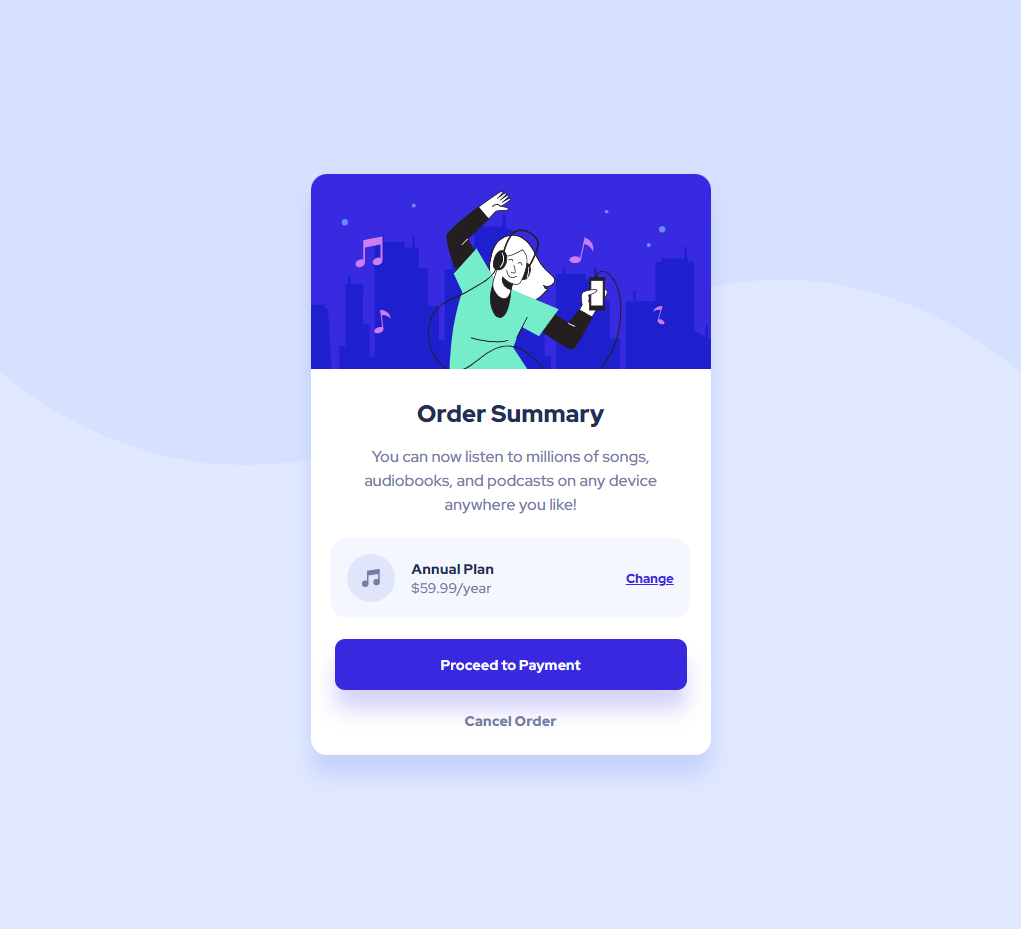 Order Summary
You can now listen to millions of songs,
audiobooks, and podcasts on any device
anywhere you like!
Annual Plan
$59.99/year
Change
Proceed to Payment
Cancel Order